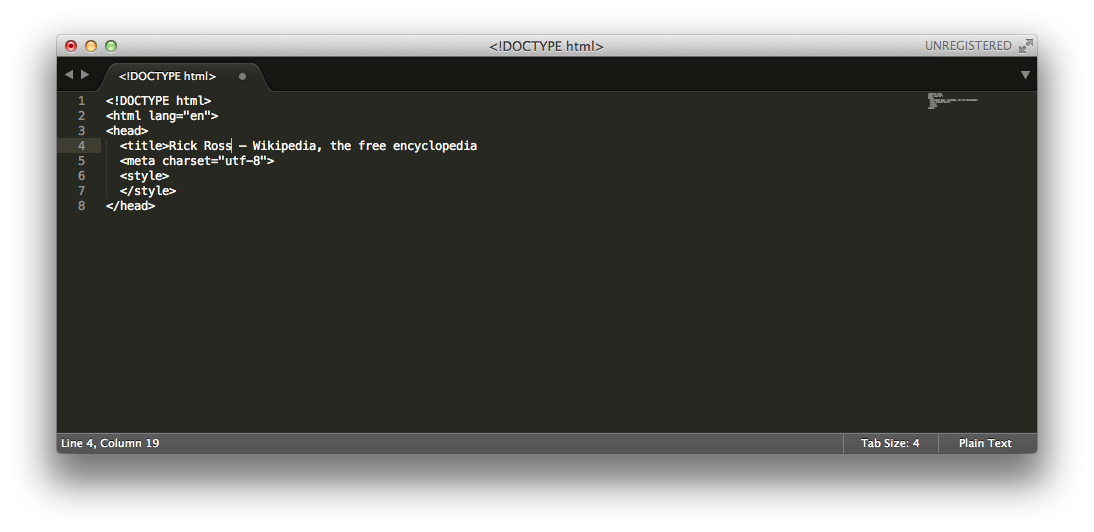 <!DOCTYPE html>
UNREGISTERED
<!DOCTYPE html>
1 <!DOCTYPE html>
2 <html lang="en">
3 <head>
4 <title>Rick Ross – Wikipedia, the free encyclopedia
5 <meta charset="utf-8">
6 <style>
7 </style>
8 </head>
Line 4, Column 19
Tab Size: 4
Plain Text